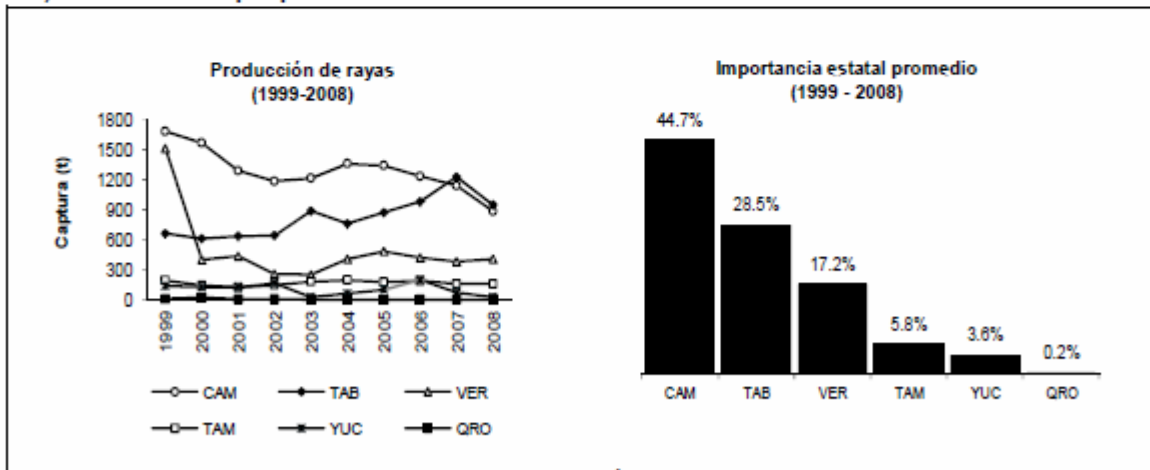 Producción de rayas
(1999-2008)
Captura (t)
1800
1500
1200
900
600
300
0
1999
2000
2001
2002
2003
2004
2005
2006
2007
2008
CAM
TAB
VER
TAM
YUC
QRO
Importancia estatal promedio
(1999 - 2008)
44.7%
28.5%
17.2%
5.8%
3.6%
0.2%
CAM
TAB
VER
TAM
YUC
QRO